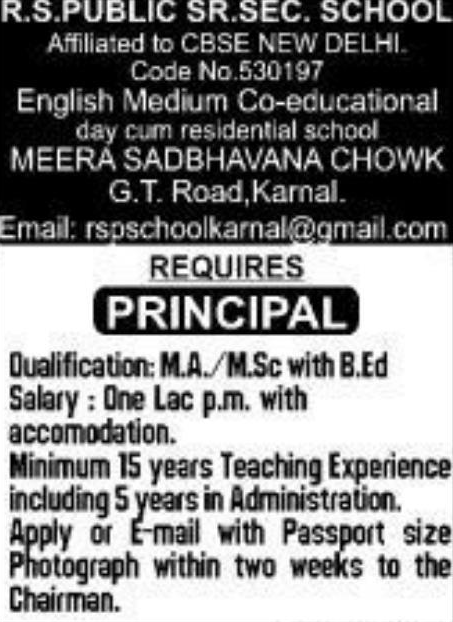 R.S.PUBLIC SR.SEC. SCHOOL
Affiliated to CBSE NEW DELHI.
Code No.530197
English Medium Co-educational
day cum residential school
MEERA SADBHAVANA CHOWK
G.T. Road,Karnal.
Email: rspschoolkarnal@gmail.com
REQUIRES
PRINCIPAL
Qualification: M.A./M.Sc with B.Ed
Salary : One Lac p.m. with
accomodation.
Minimum 15 years Teaching Experience
including 5 years in Administration.
Apply or E-mail with Passport size
Photograph within two weeks to the
Chairman.